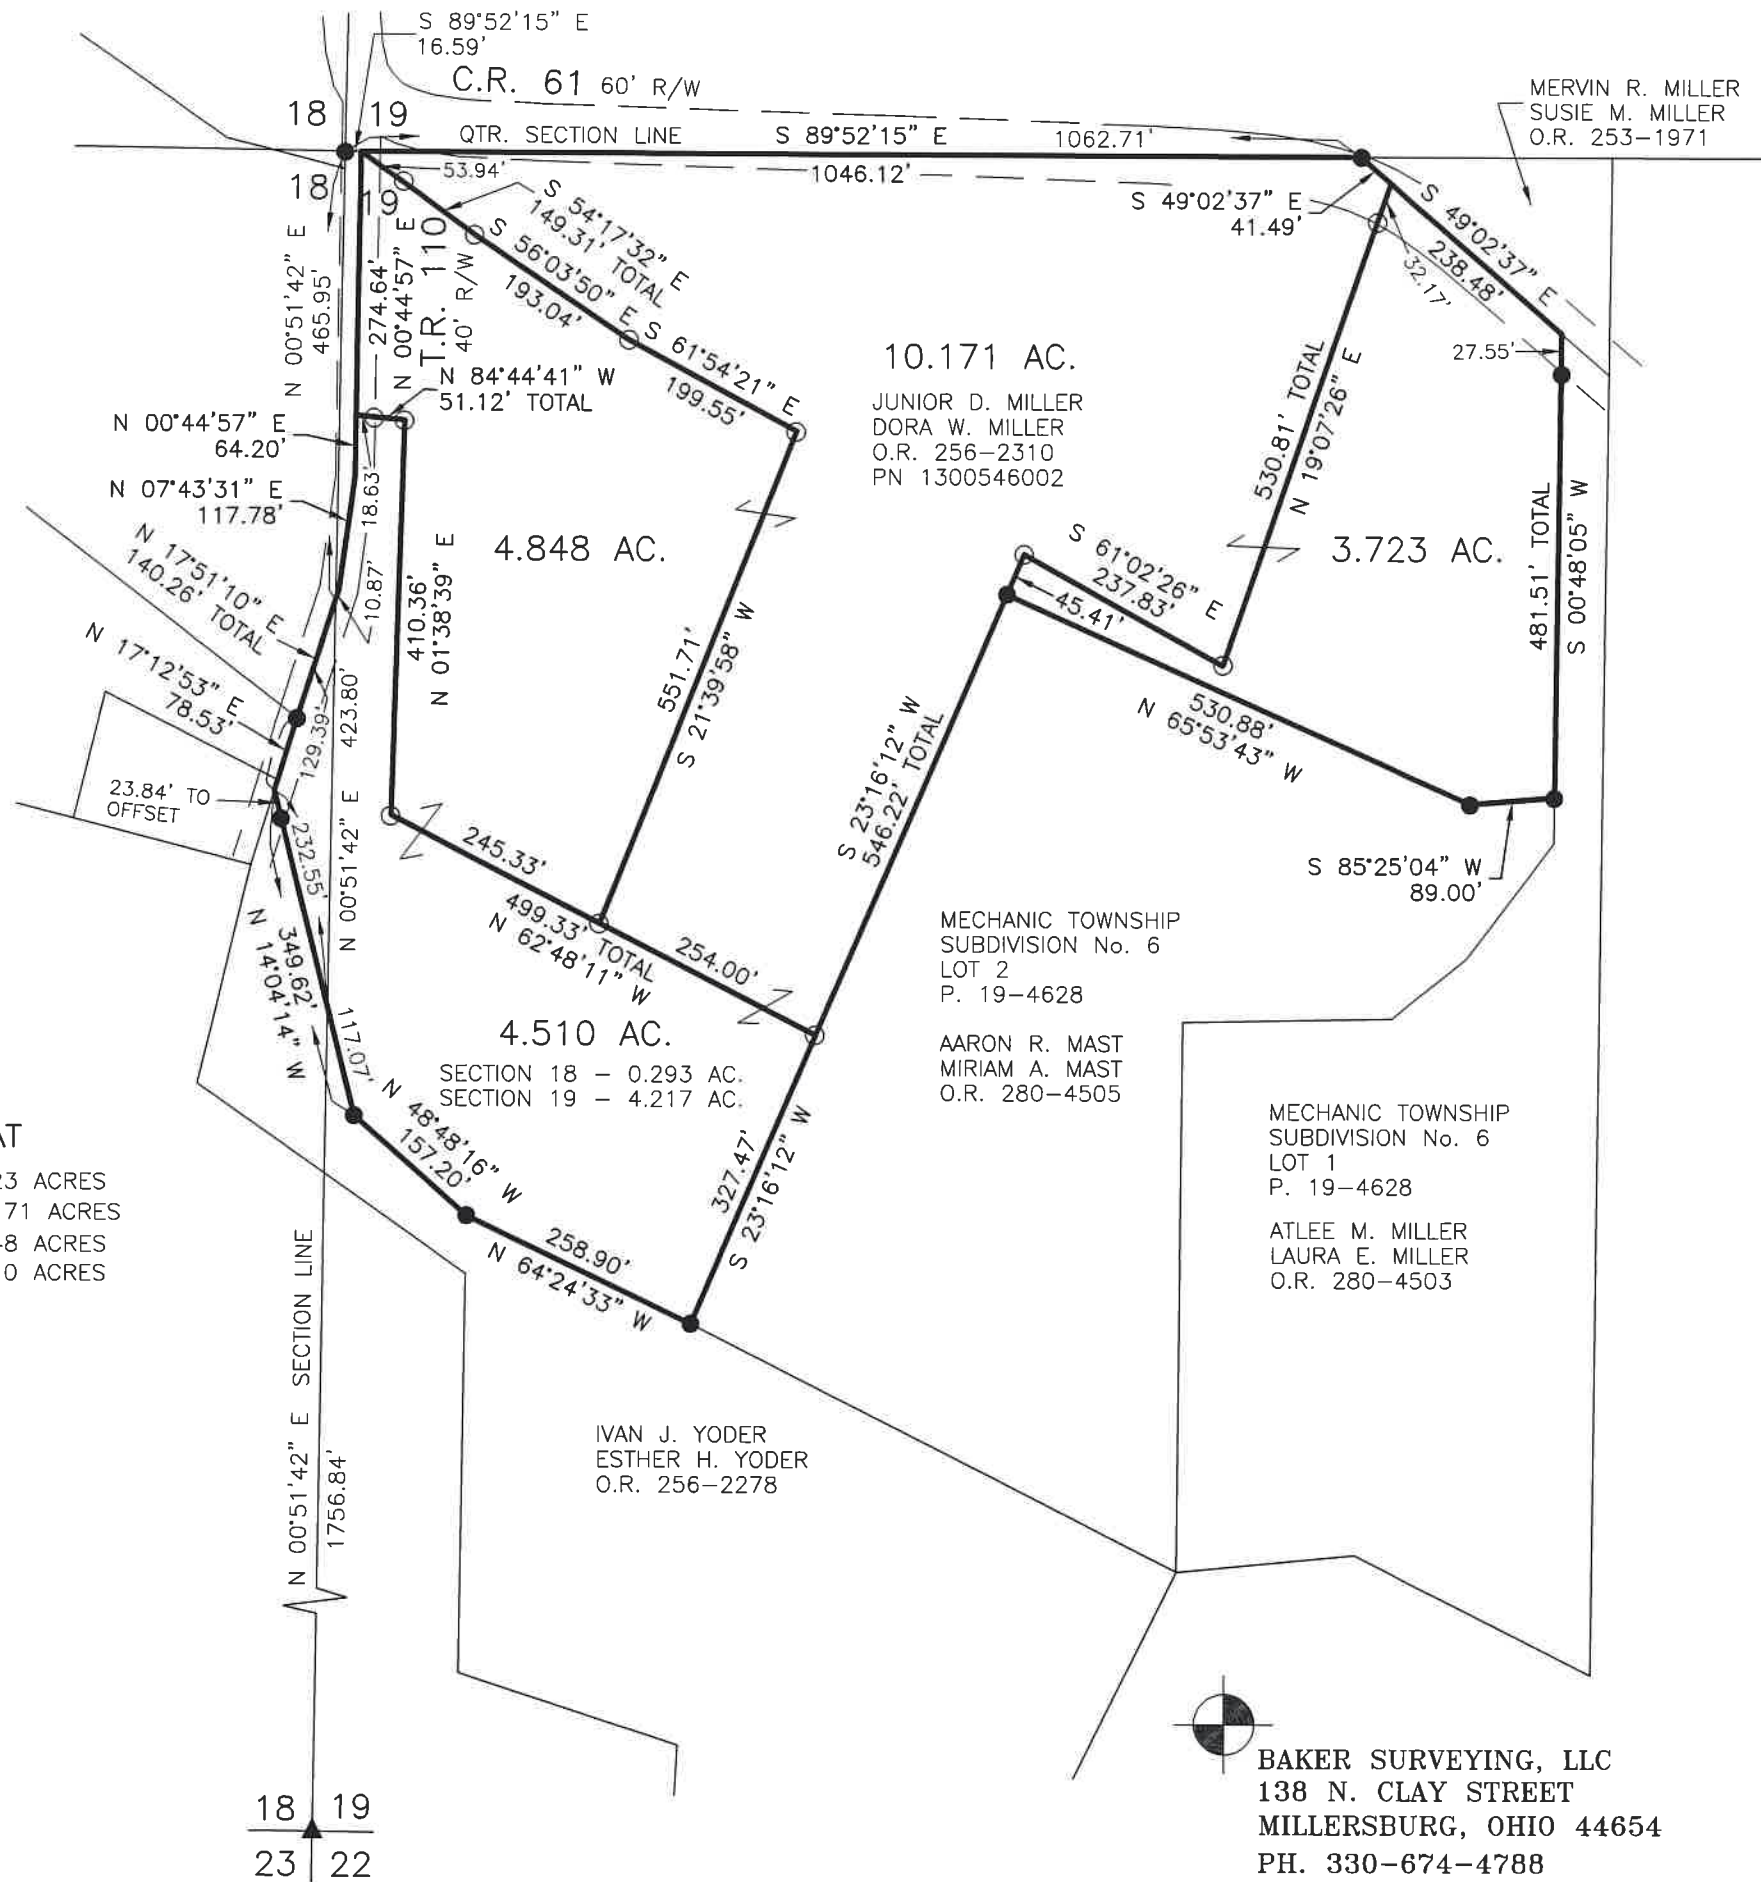 S 89°52'15" E
16.59'
C.R. 61 60' R/W
18 19
QTR. SECTION LINE S 89°52'15" E 1062.71'
MERVIN R. MILLER
SUSIE M. MILLER
O.R. 253-1971
53.94'
1046.12'
18 19
S 49°02'37" E
41.49'
S 49°02'37" E
238.48'
32.17'
27.55'
S 54°17'32" E
149.31' TOTAL
S 56°03'50" E
193.04'
S 61°54'21" E
199.55'
N 00°51'42" E
465.95'
274.64'
N 00°44'57" E
T.R. 110
40' R/W
N 84°44'41" W
51.12' TOTAL
N 00°44'57" E
64.20'
N 07°43'31" E
117.78'
N 17°51'10" E
140.26' TOTAL
N 17°12'53" E
78.53'
23.84' TO
OFFSET
18.63'
10.87'
129.39'
232.55'
423.80'
N 00°51'42" E
410.36'
N 01°38'39" E
4.848 AC.
10.171 AC.
JUNIOR D. MILLER
DORA W. MILLER
O.R. 256-2310
PN 1300546002
530.81' TOTAL
N 19°07'26" E
3.723 AC.
481.51' TOTAL
S 00°48'05" W
S 61°02'26" E
237.83'
45.41'
551.71'
S 21°39'58" W
530.88'
N 65°53'43" W
S 23°16'12" W
546.22' TOTAL
S 85°25'04" W
89.00'
245.33'
499.33' TOTAL
N 62°48'11" W
254.00'
349.62'
N 14°04'14" W
117.07'
4.510 AC.
SECTION 18 - 0.293 AC.
SECTION 19 - 4.217 AC.
MECHANIC TOWNSHIP
SUBDIVISION No. 6
LOT 2
P. 19-4628
AARON R. MAST
MIRIAM A. MAST
O.R. 280-4505
N 48°48'16" W
157.20'
327.47'
S 23°16'12" W
258.90'
N 64°24'33" W
MECHANIC TOWNSHIP
SUBDIVISION No. 6
LOT 1
P. 19-4628
ATLEE M. MILLER
LAURA E. MILLER
O.R. 280-4503
AT
23 ACRES
71 ACRES
8 ACRES
0 ACRES
N 00°51'42" E SECTION LINE
1756.84'
IVAN J. YODER
ESTHER H. YODER
O.R. 256-2278
18 19
23 22
BAKER SURVEYING, LLC
138 N. CLAY STREET
MILLERSBURG, OHIO 44654
PH. 330-674-4788